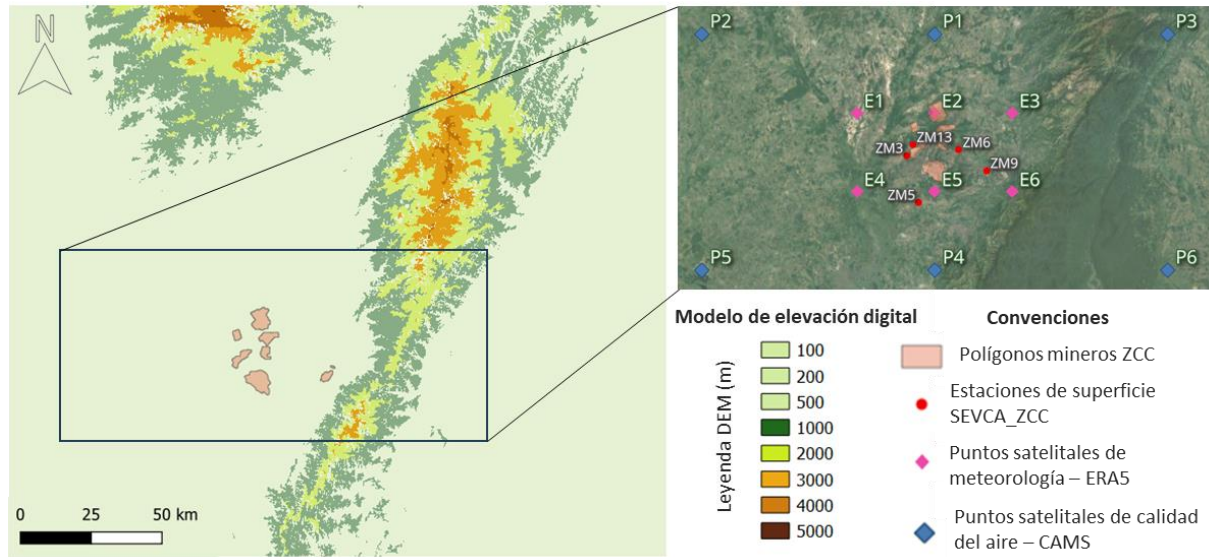 N
0 25 50 km
P2 P1 P3
E1 E2 E3
ZM13
ZM3
ZM6
ZM9
E4 E5 E6
ZM5
P5 P4 P6
Modelo de elevación digital
Leyenda DEM (m)
100
200
500
1000
2000
3000
4000
5000
Convenciones
Polígonos mineros ZCC
Estaciones de superficie
SEVCA_ZCC
Puntos satelitales de
meteorología – ERA5
Puntos satelitales de calidad
del aire – CAMS